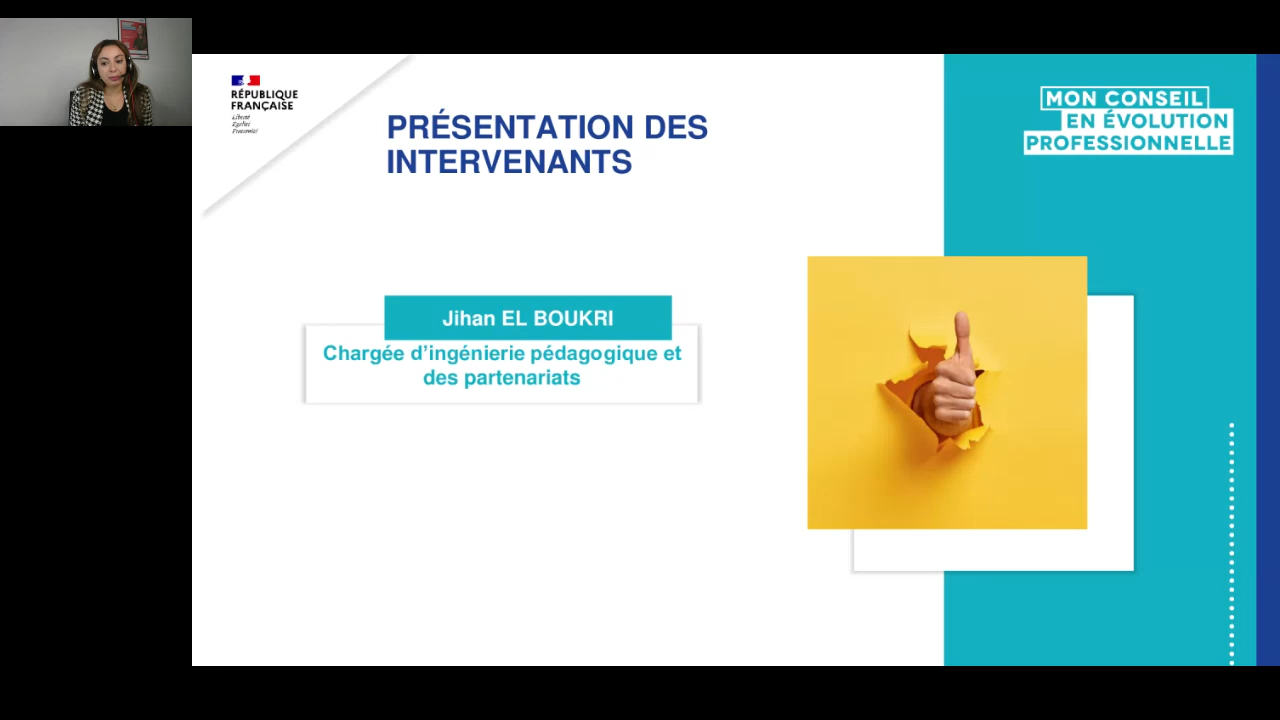 RÉPUBLIQUE
FRANÇAISE
Liberté
Égalité
Fraternité
PRÉSENTATION DES
INTERVENANTS
MON CONSEIL
EN ÉVOLUTION
PROFESSIONNELLE
Jihan EL BOUKRI
Chargée d’ingénierie pédagogique et
des partenariats